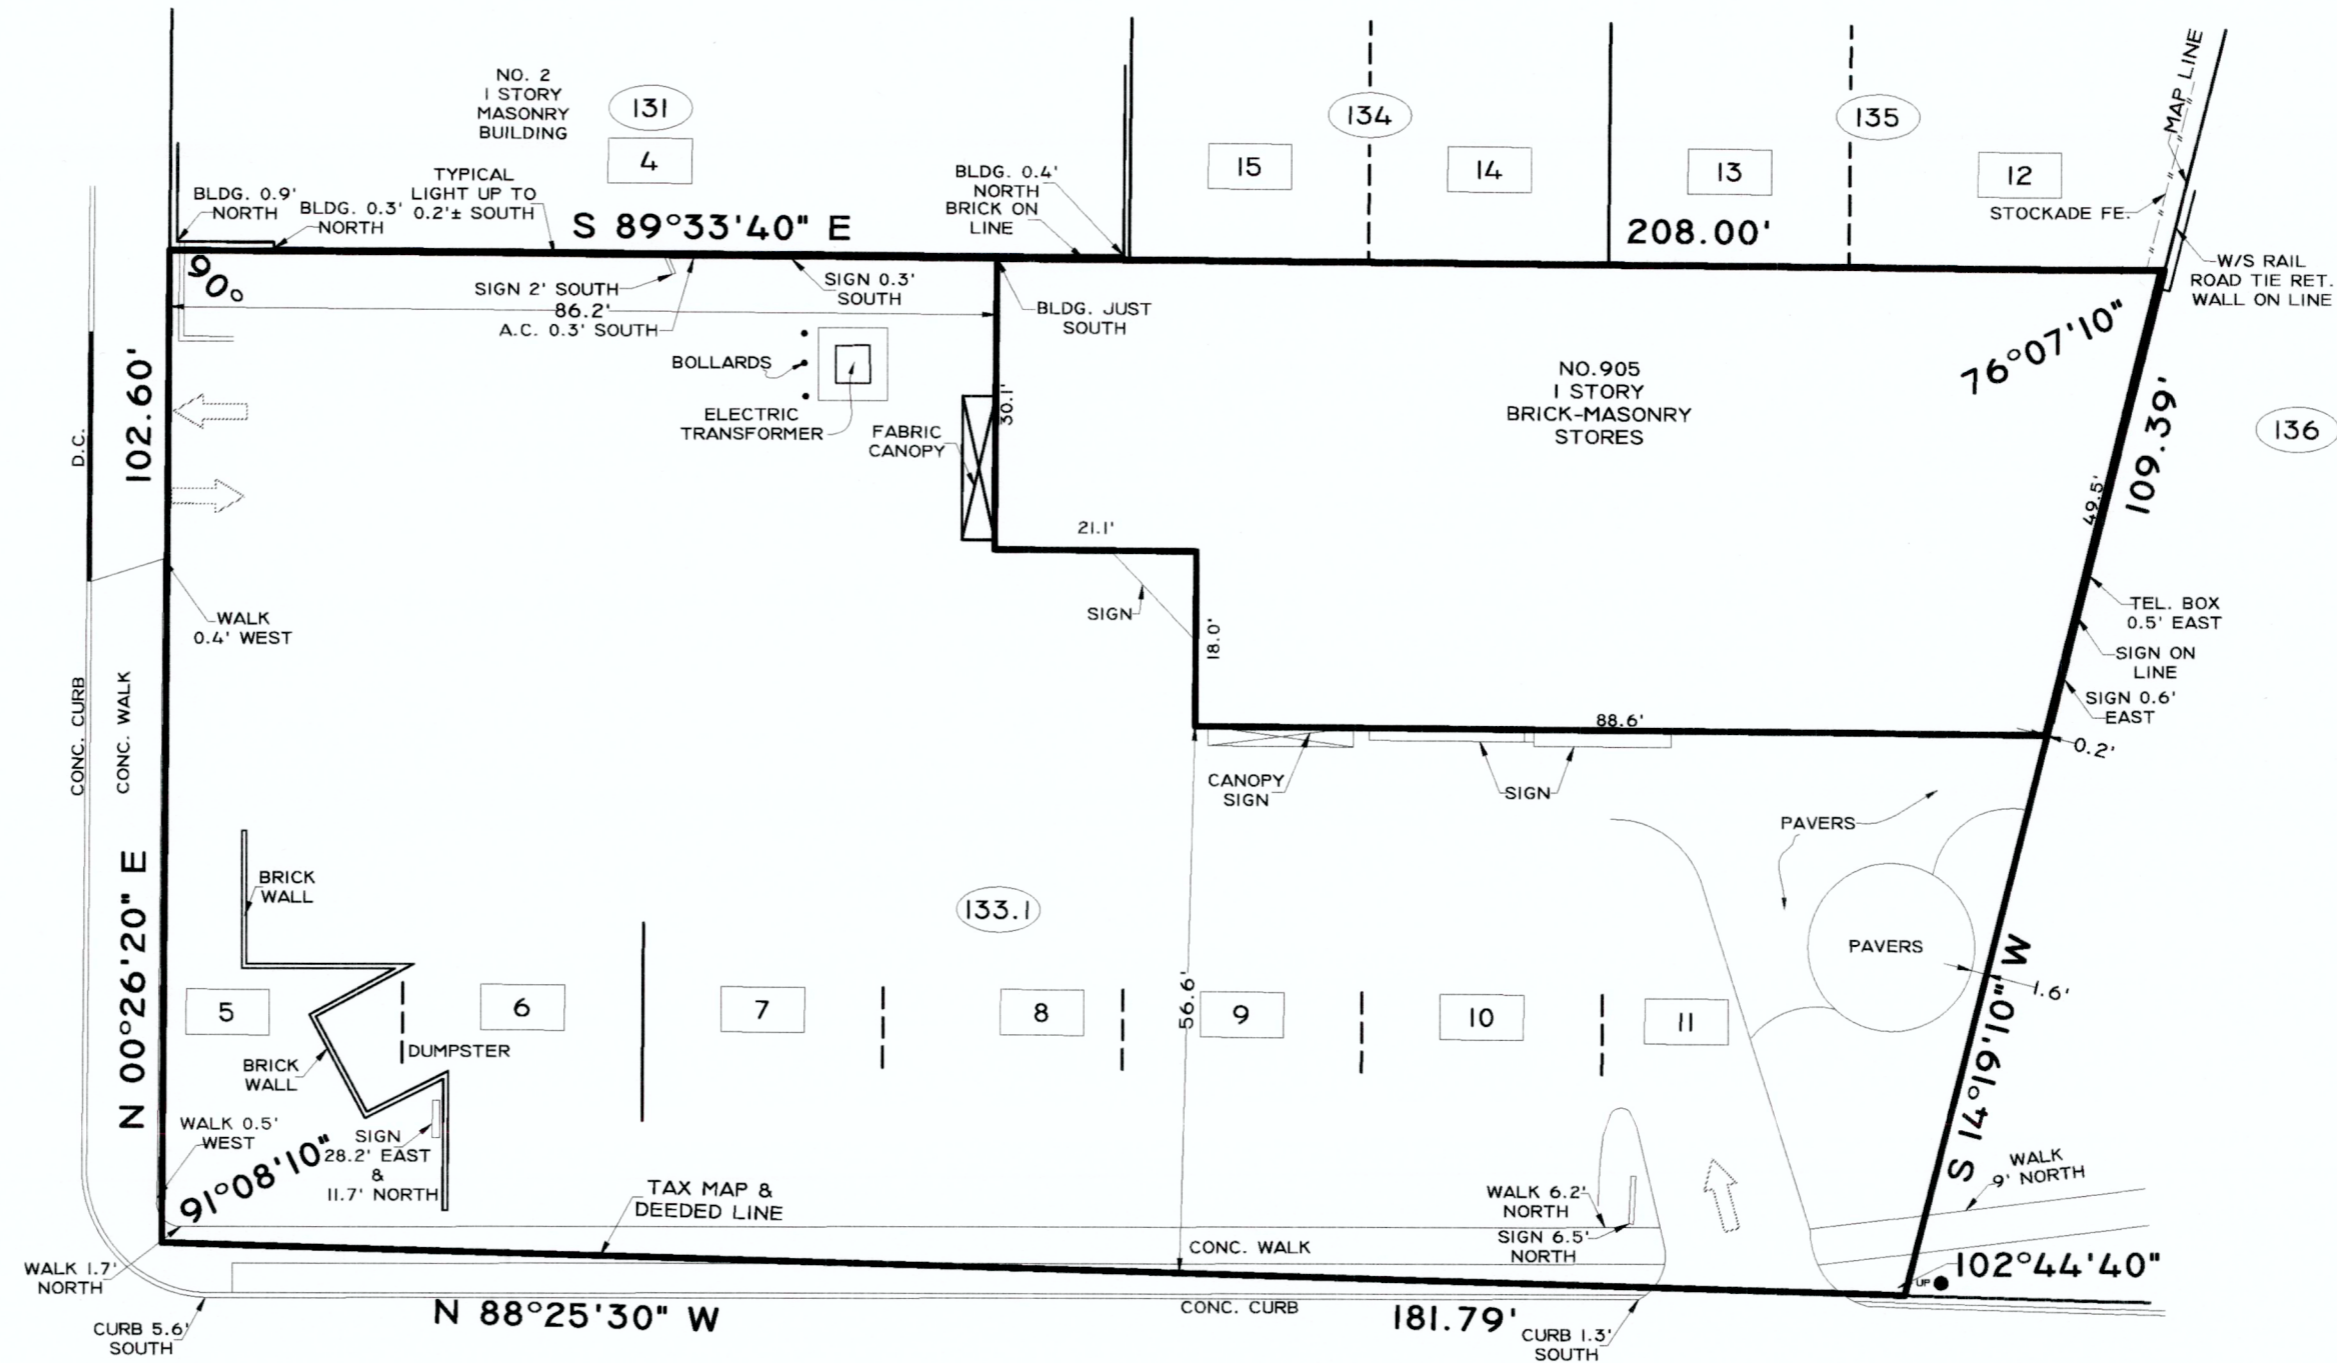 NO. 2
1 STORY
MASONRY
BUILDING
131
4
134
135
15
14
13
12
MAP LINE
STOCKADE FE.
BLDG. 0.9'
NORTH
BLDG. 0.3'
NORTH
TYPICAL
LIGHT UP TO
0.2'± SOUTH
S 89°33'40" E
BLDG. 0.4'
NORTH
BRICK ON
LINE
208.00'
W/S RAIL
ROAD TIE RET.
WALL ON LINE
90°
SIGN 2' SOUTH
86.2'
A.C. 0.3' SOUTH
SIGN 0.3'
SOUTH
BLDG. JUST
SOUTH
BOLLARDS
ELECTRIC
TRANSFORMER
FABRIC
CANOPY
30.1'
NO.905
1 STORY
BRICK-MASONRY
STORES
76°07'10"
109.39'
49.5'
136
D.C.
102.60'
21.1'
SIGN
18.0'
WALK
0.4' WEST
TEL. BOX
0.5' EAST
SIGN ON
LINE
SIGN 0.6'
EAST
88.6'
0.2'
CONC. CURB
CONC. WALK
CANOPY
SIGN
SIGN
PAVERS
PAVERS
1.6'
BRICK
WALL
133.1
N 00°26'20" E
5
6
7
8
56.6'
9
10
11
S 14°19'10" W
DUMPSTER
BRICK
WALL
WALK 0.5'
WEST
91°08'10"
SIGN
28.2' EAST
&
11.7' NORTH
TAX MAP &
DEEDED LINE
WALK 6.2'
NORTH
SIGN 6.5'
NORTH
WALK
9' NORTH
CONC. WALK
WALK 1.7'
NORTH
UP
102°44'40"
N 88°25'30" W
CONC. CURB
181.79'
CURB 5.6'
SOUTH
CURB 1.3'
SOUTH